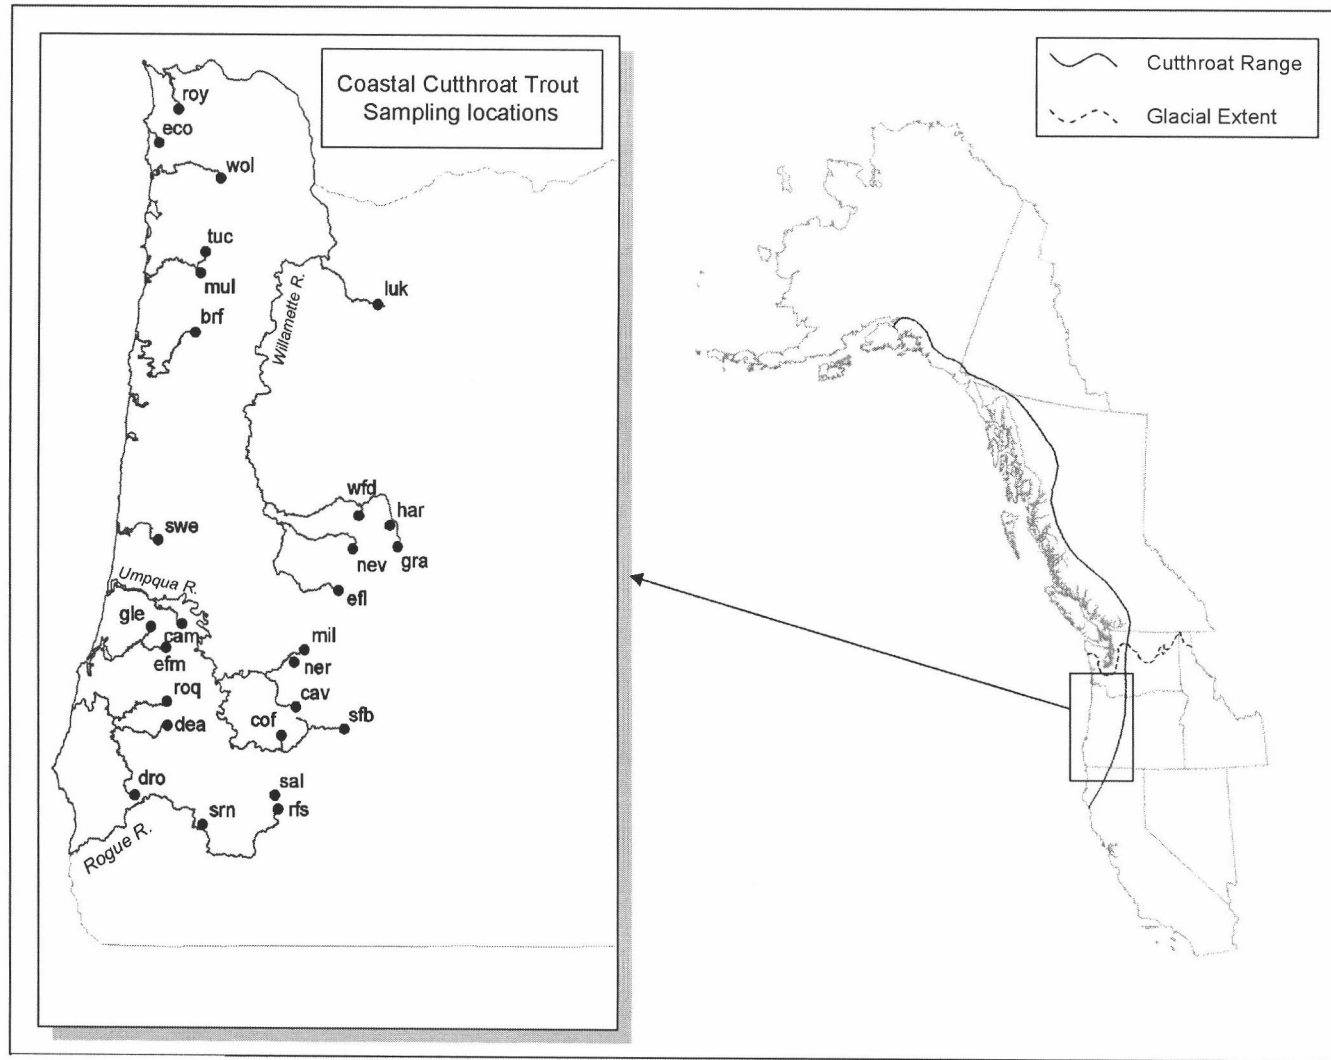 Coastal Cutthroat Trout
Sampling locations
Cutthroat Range
Glacial Extent
roy
eco
wol
tuc
mul
brf
Willamette R.
luk
wfd
har
swe
nev
gra
efl
Umpqua R.
gle
cam
efm
mil
ner
roq
cav
dea
cof
sfb
dro
sal
srn
rfs
Rogue R.